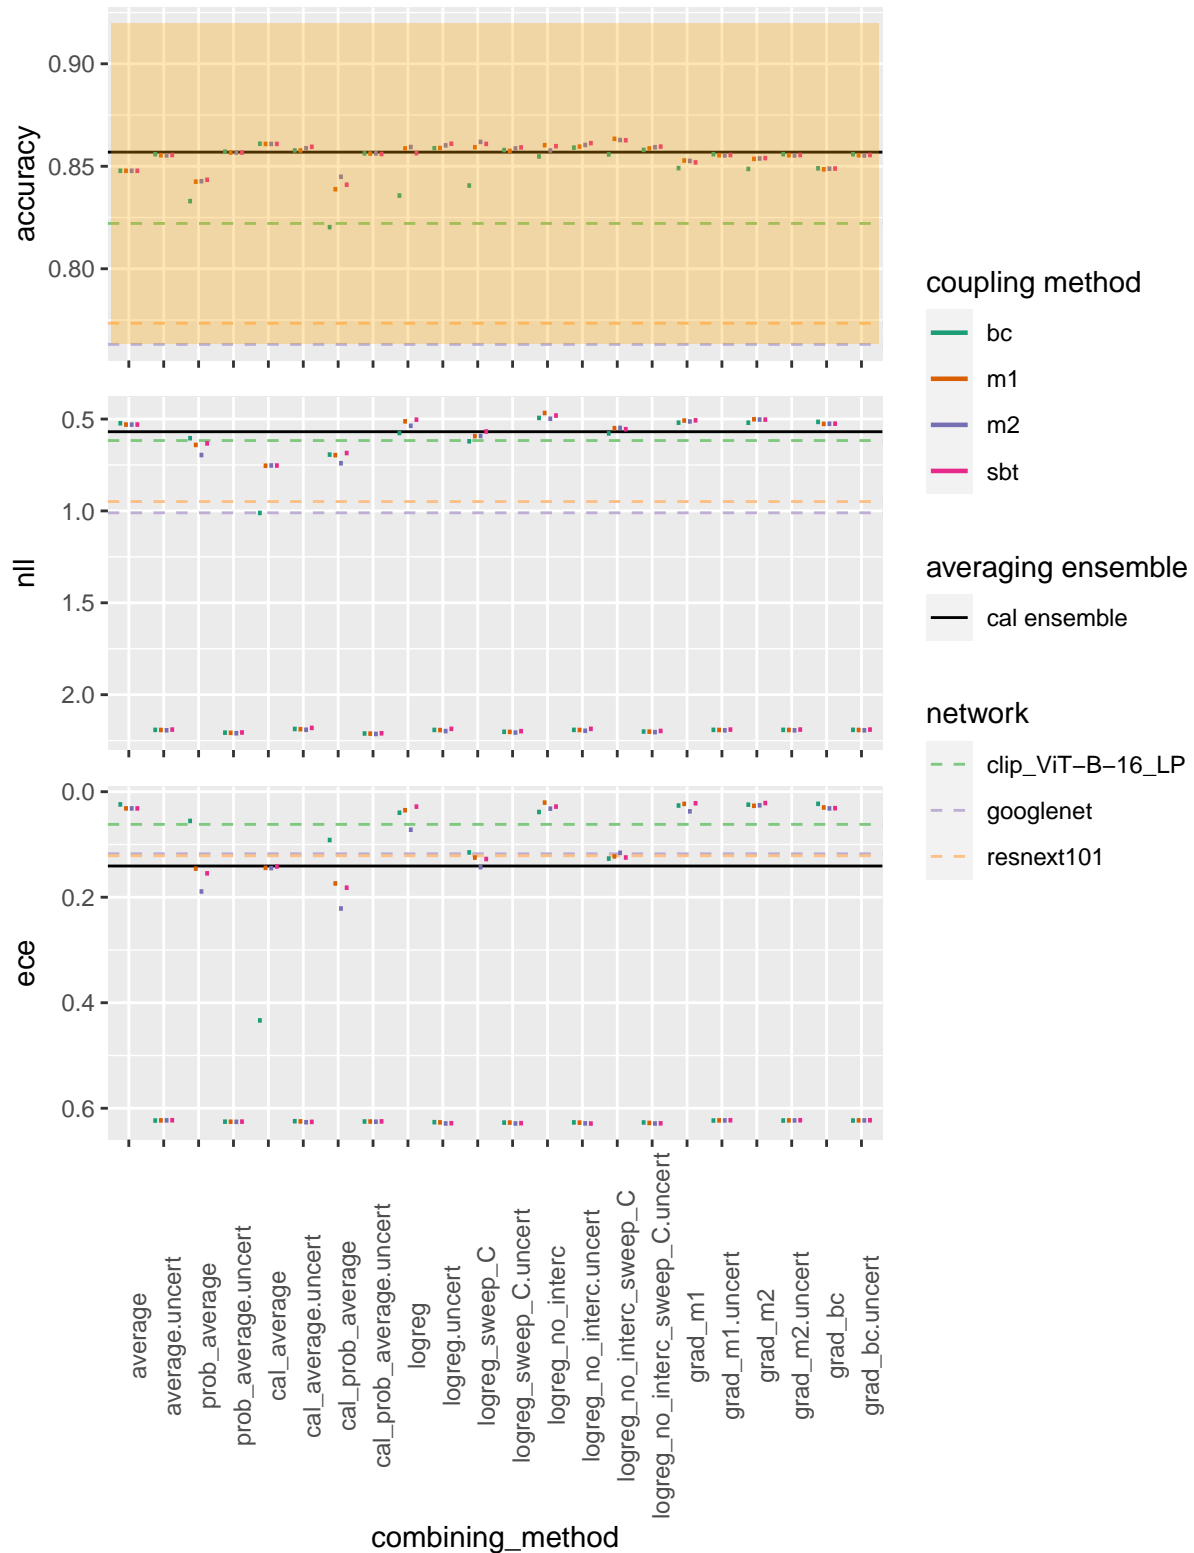 accuracy
0.90
0.85
0.80
nll
0.5
1.0
1.5
2.0
ece
0.0
0.2
0.4
0.6
average
average.uncert
prob_average
prob_average.uncert
cal_average
cal_average.uncert
cal_prob_average
cal_prob_average.uncert
logreg
logreg.uncert
logreg_sweep_C
logreg_sweep_C.uncert
logreg_no_interc
logreg_no_interc.uncert
logreg_no_interc_sweep_C
logreg_no_interc_sweep_C.uncert
grad_m1
grad_m1.uncert
grad_m2
grad_m2.uncert
grad_bc
grad_bc.uncert
combining_method
coupling method
bc
m1
m2
sbt
averaging ensemble
cal ensemble
network
clip_ViT−B−16_LP
googlenet
resnext101